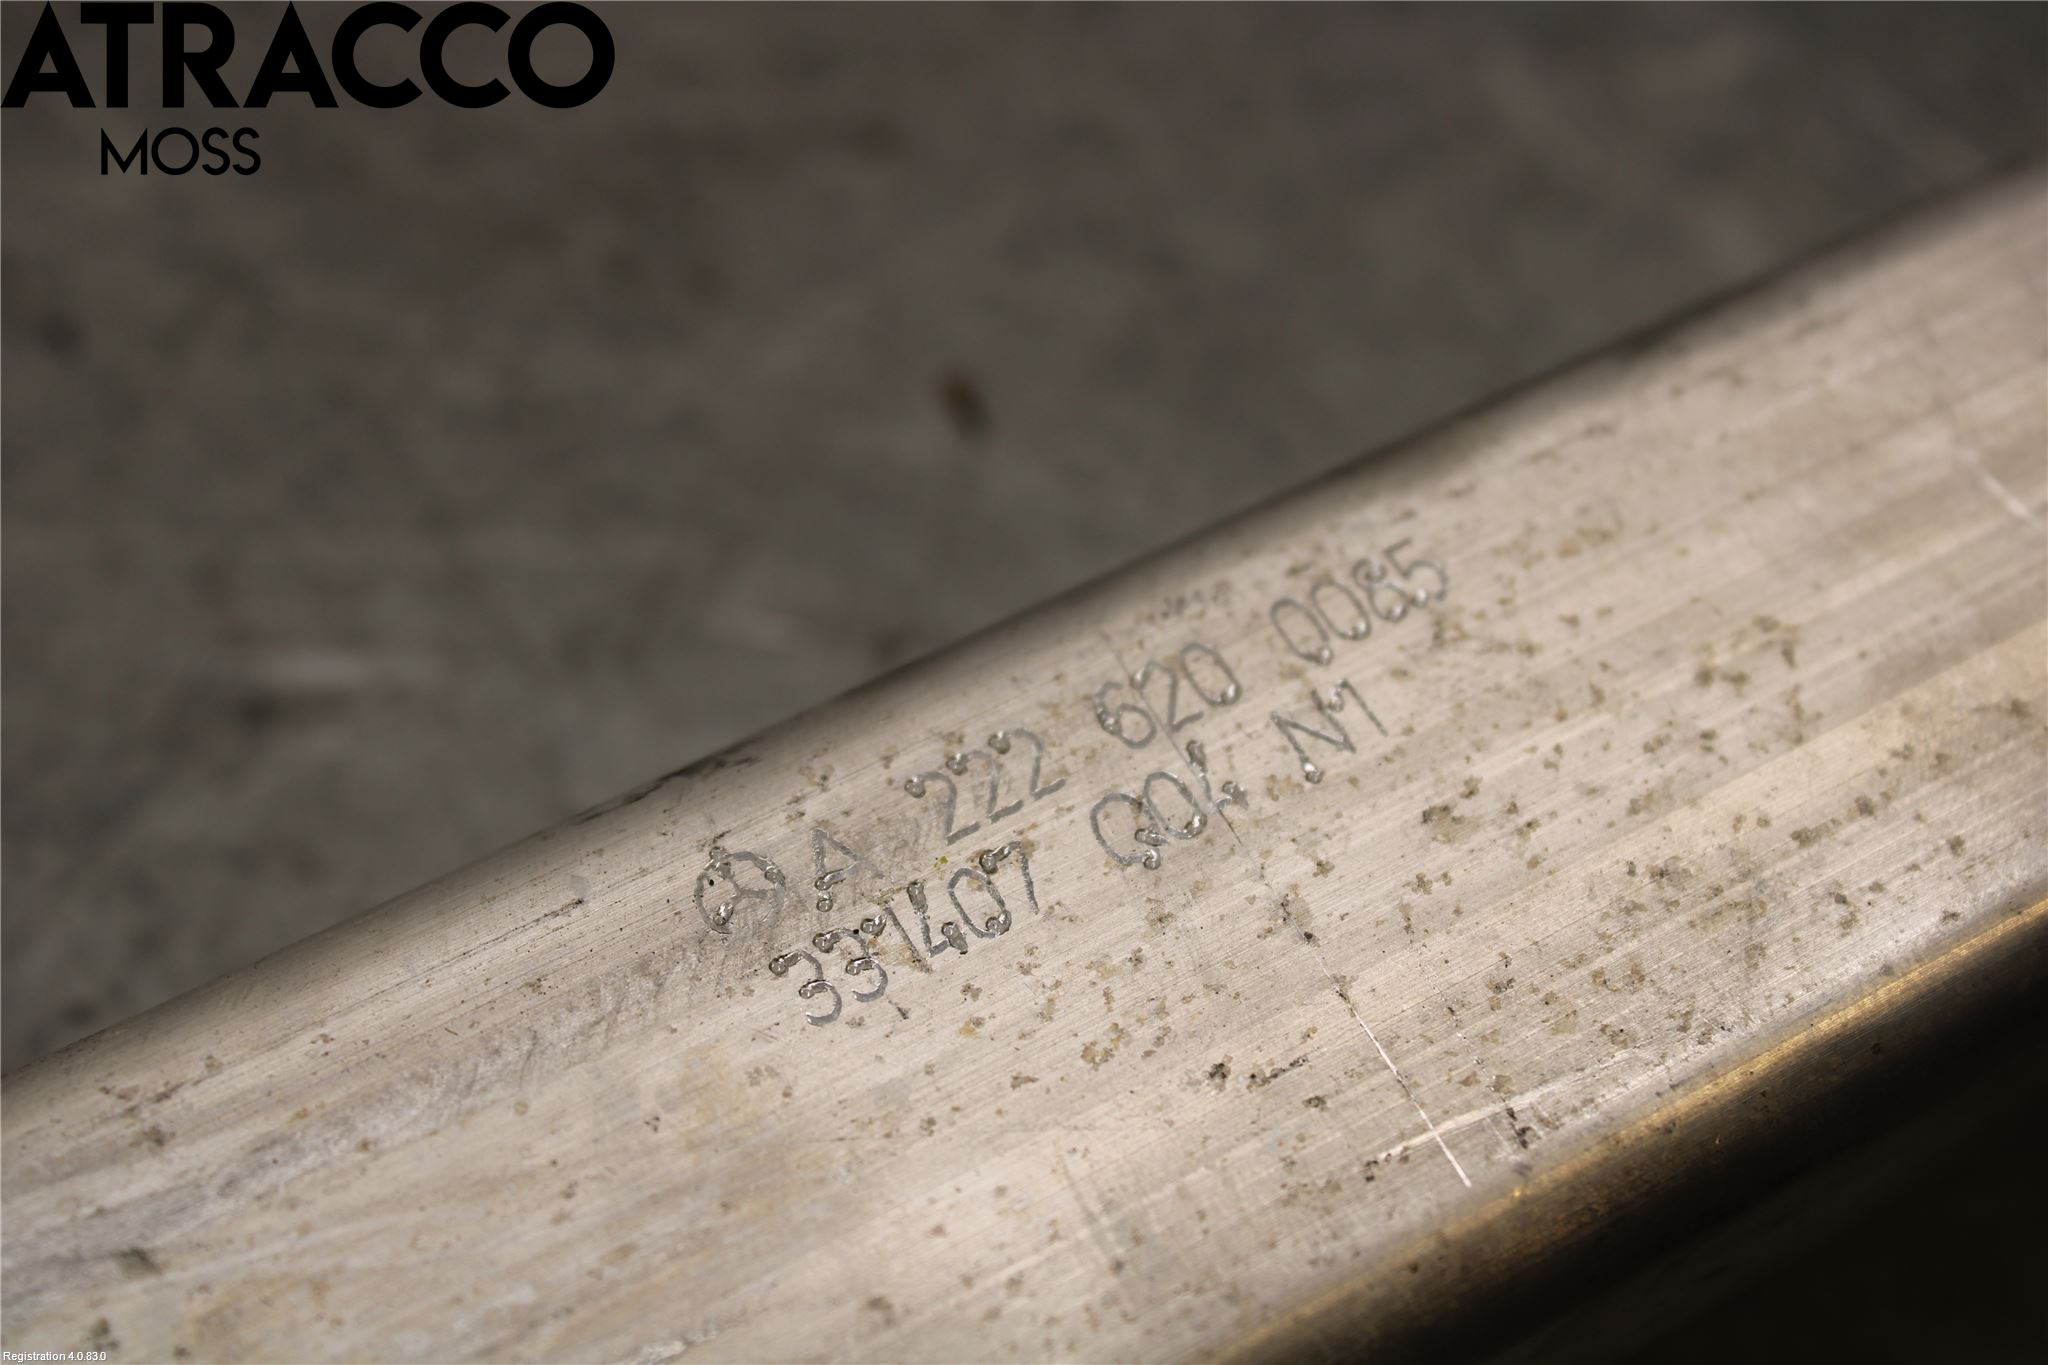 ATRACCO
MOSS
A 222 620 0085
331407 Q04 N1
Registration 4.0.83.0